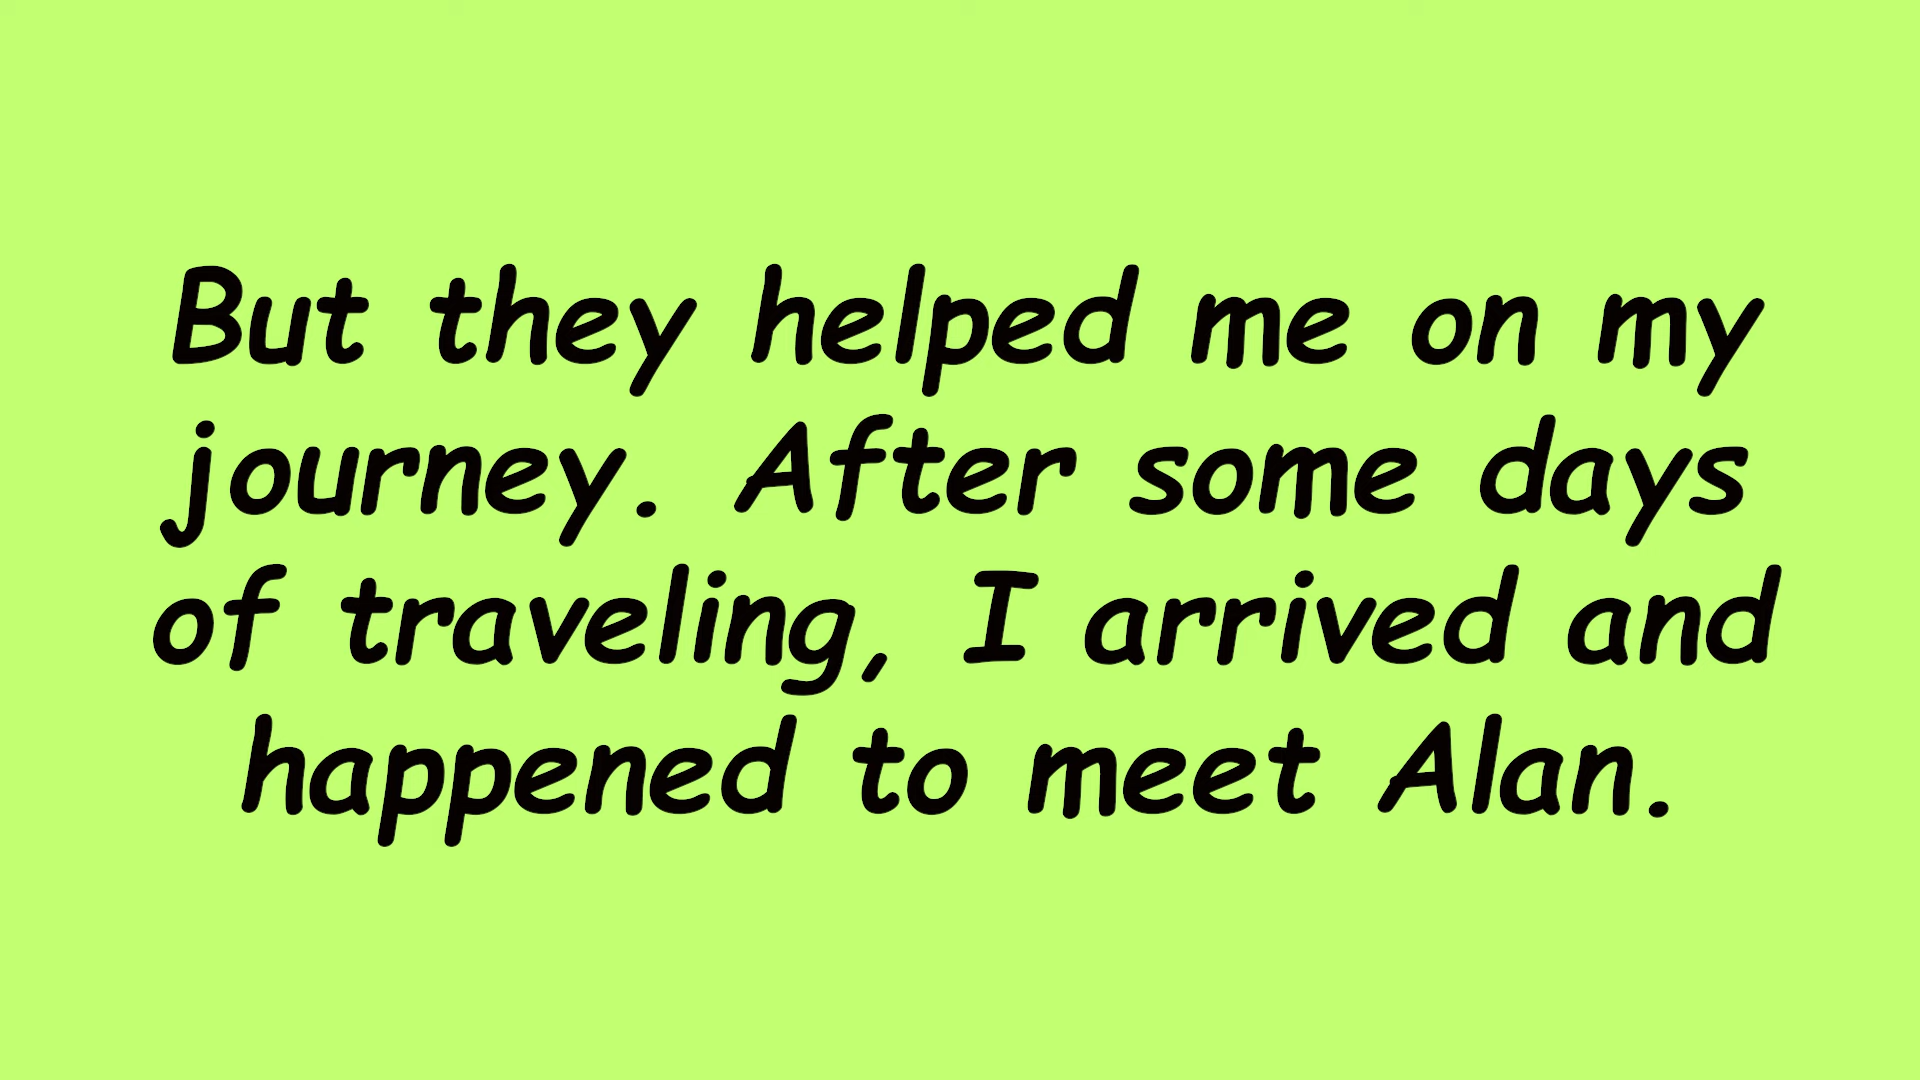 But they helped me on my
journey. After some days
of traveling, I arrived and
happened to meet Alan.